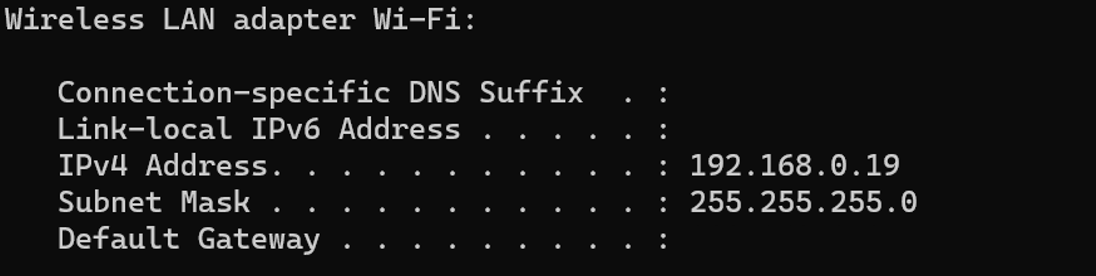 Wireless LAN adapter Wi-Fi:
Connection-specific DNS Suffix  . :
Link-local IPv6 Address . . . . . :
IPv4 Address. . . . . . . . . . . : 192.168.0.19
Subnet Mask . . . . . . . . . . . : 255.255.255.0
Default Gateway . . . . . . . . . :